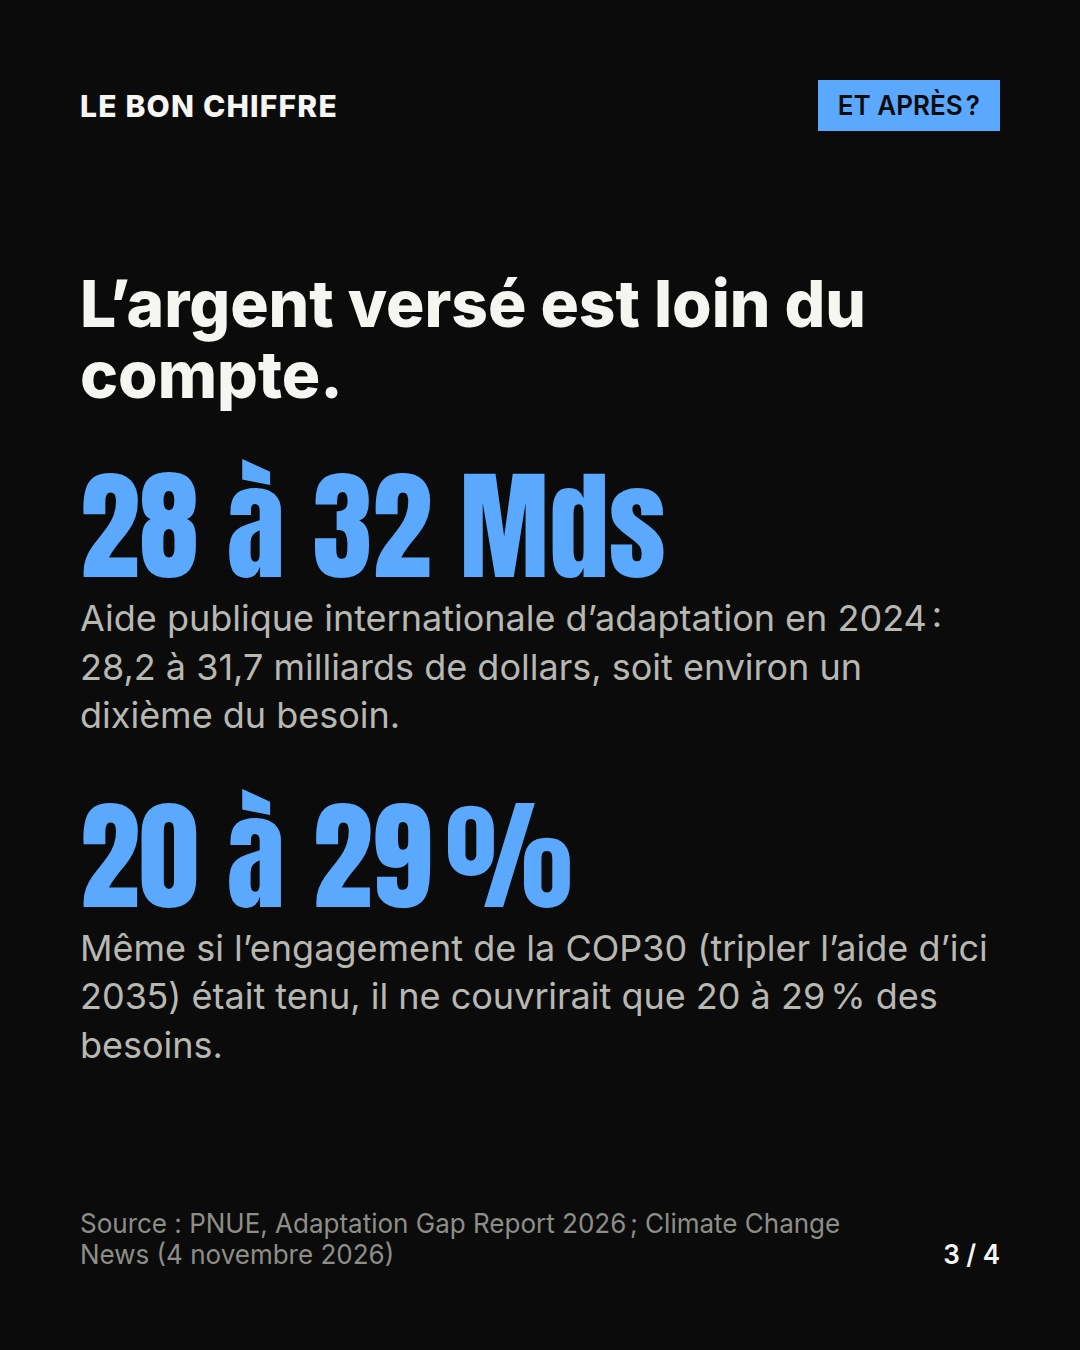 LE BON CHIFFRE
ET APRÈS ?
L’argent versé est loin du
compte.
28 à 32 Mds
Aide publique internationale d’adaptation en 2024 :
28,2 à 31,7 milliards de dollars, soit environ un
dixième du besoin.
20 à 29 %
Même si l’engagement de la COP30 (tripler l’aide d’ici
2035) était tenu, il ne couvrirait que 20 à 29 % des
besoins.
Source : PNUE, Adaptation Gap Report 2026 ; Climate Change
News (4 novembre 2026)
3 / 4